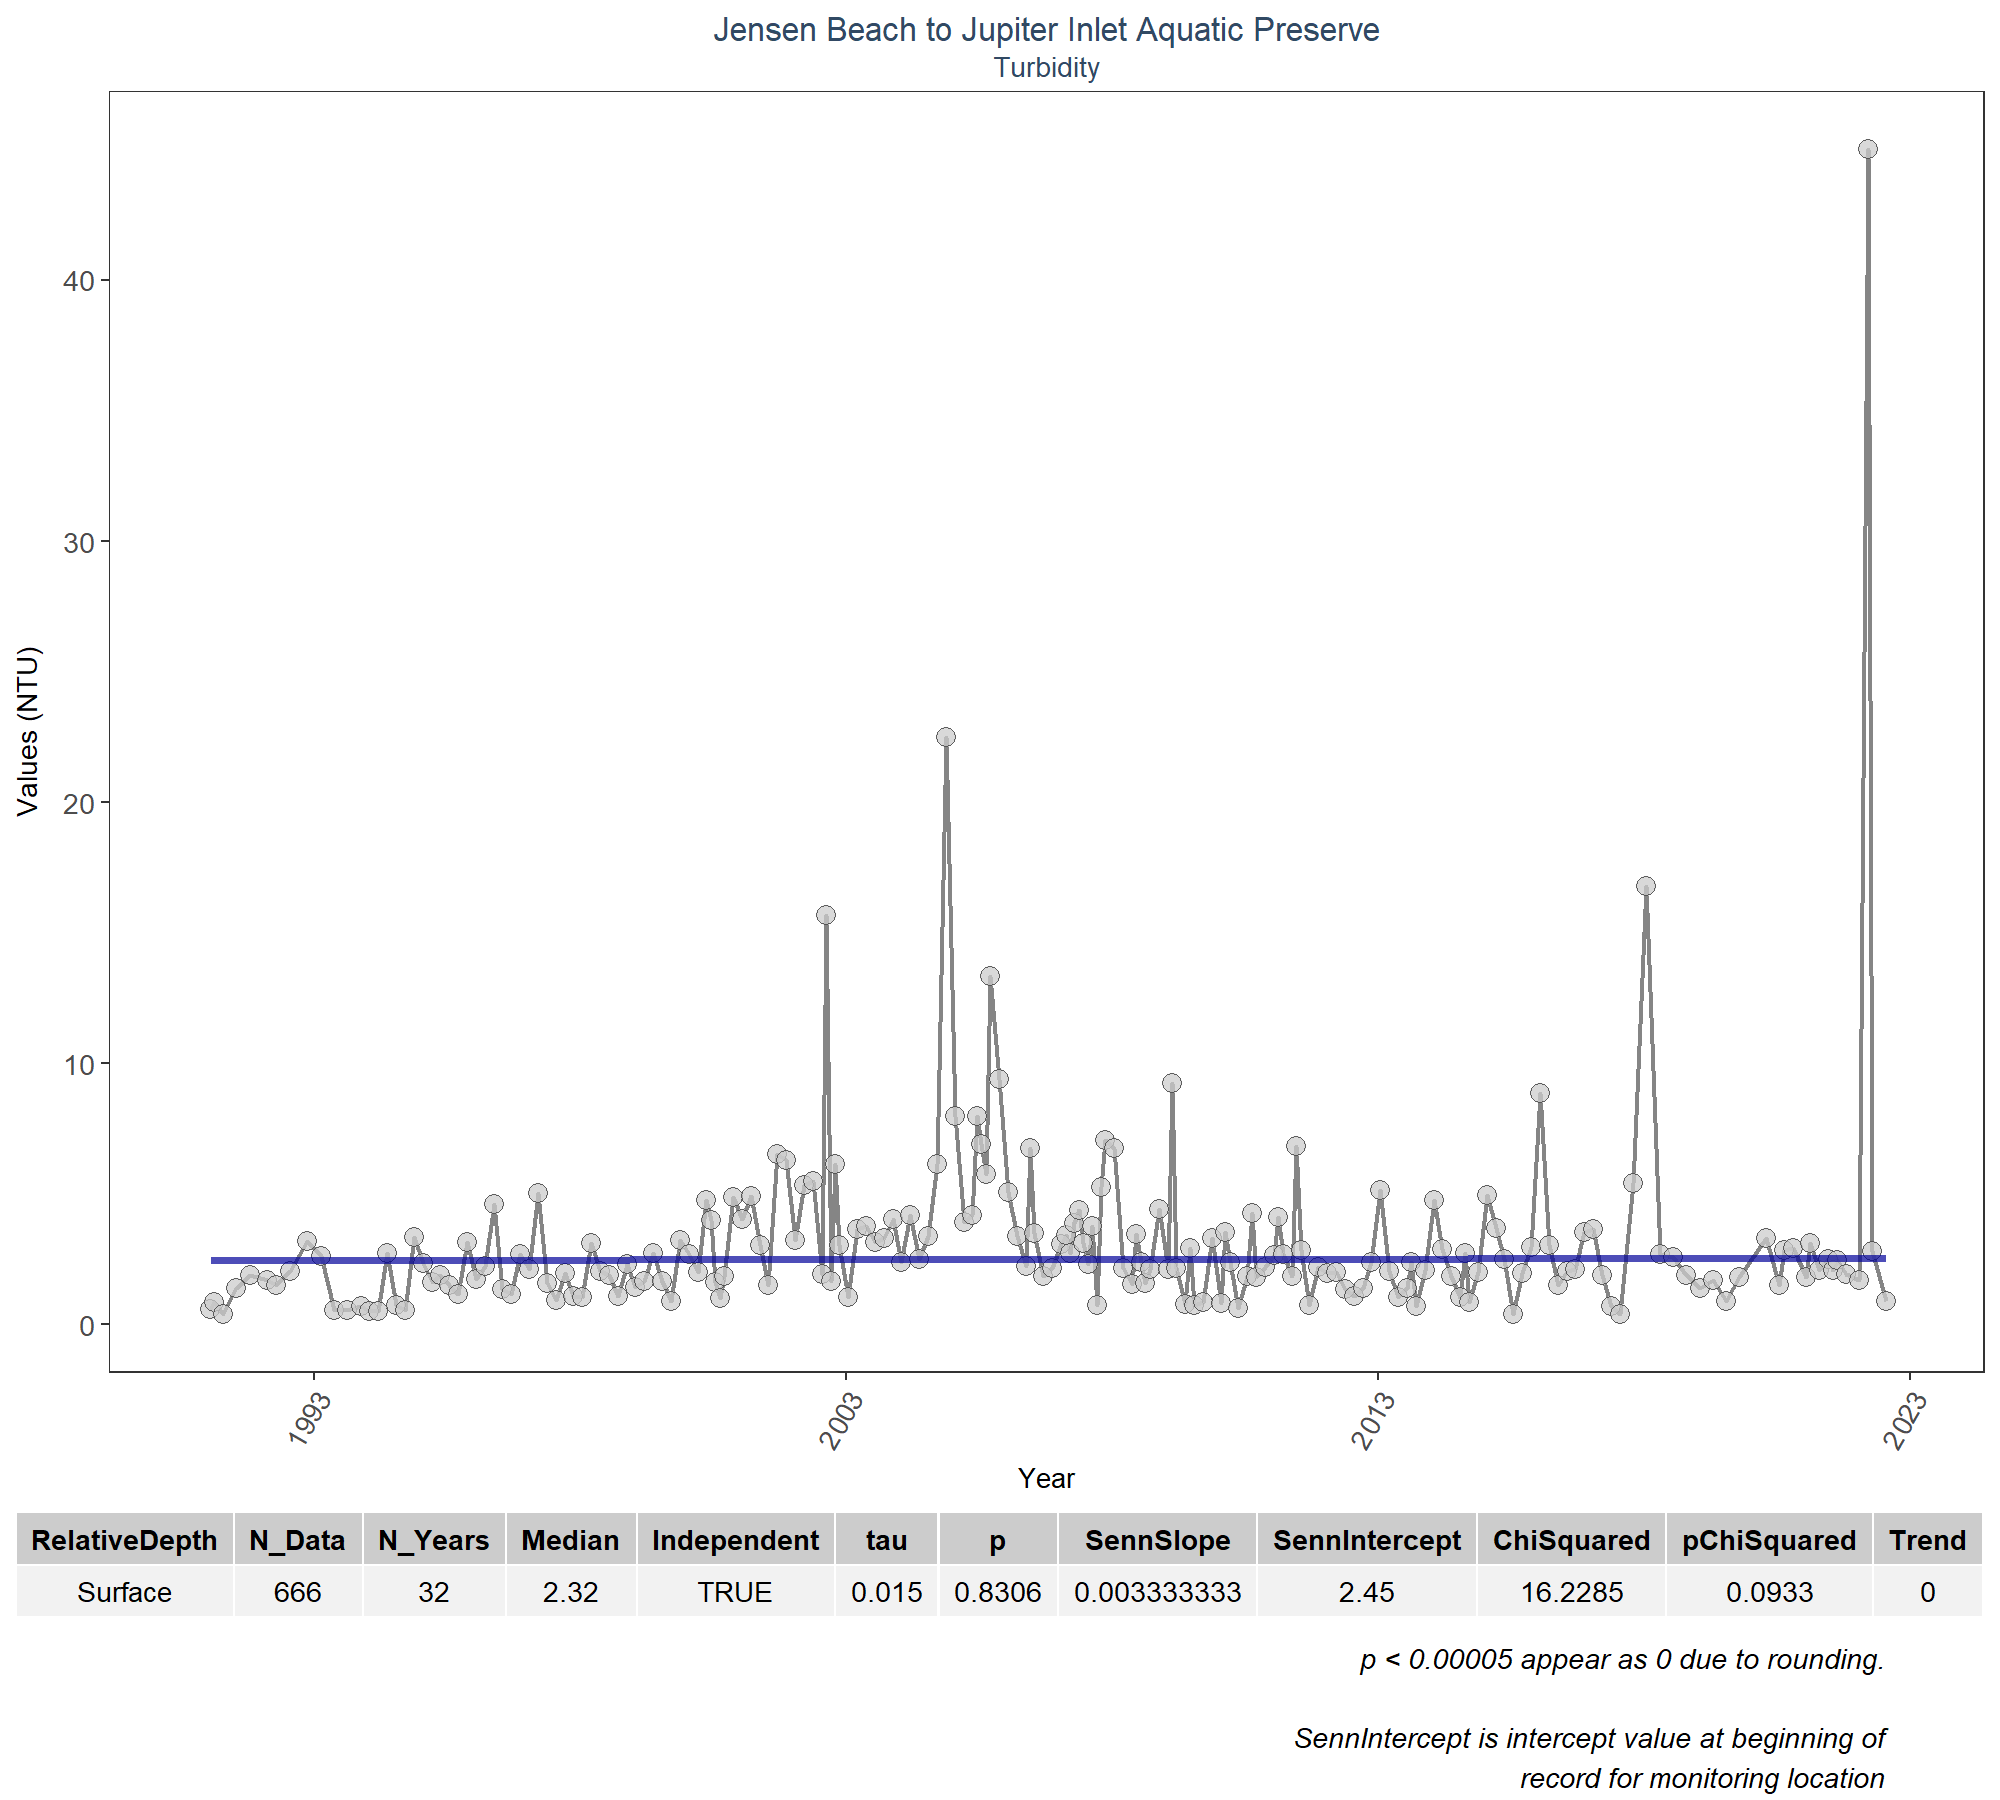 Jensen Beach to Jupiter Inlet Aquatic Preserve
Turbidity
Values (NTU)
40
30
20
10
0
1993
2003
2013
2023
Year
RelativeDepth N_Data N_Years Median Independent tau p SennSlope SennIntercept ChiSquared pChiSquared Trend
Surface 666 32 2.32 TRUE 0.015 0.8306 0.003333333 2.45 16.2285 0.0933 0
p < 0.00005 appear as 0 due to rounding.
SennIntercept is intercept value at beginning of
record for monitoring location